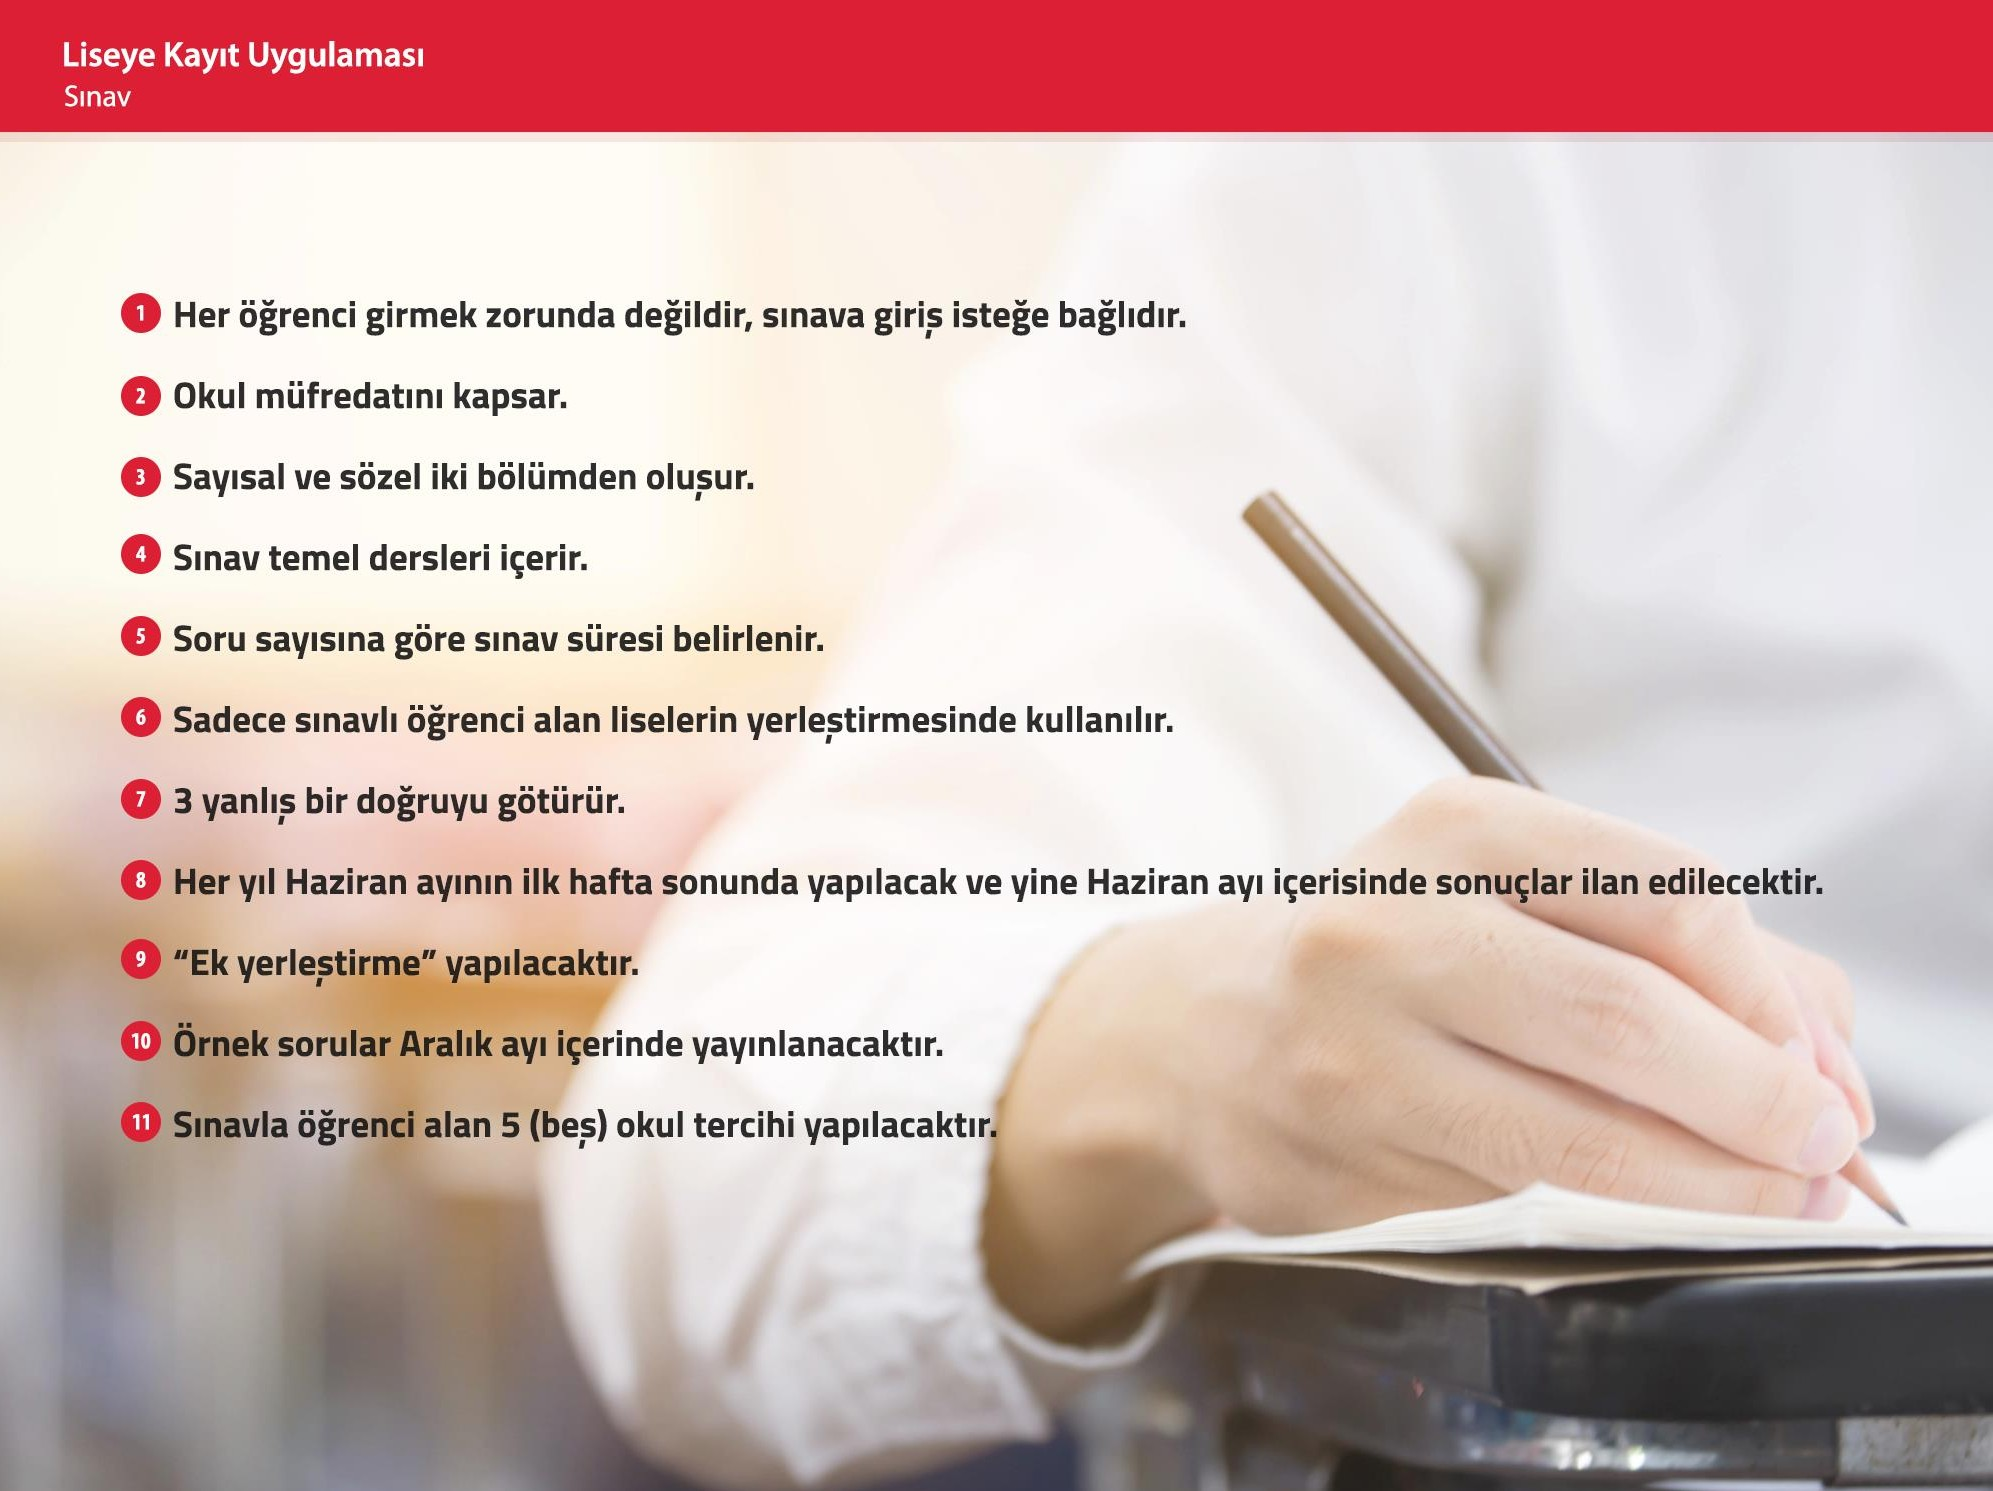 Liseye Kayıt Uygulaması
Sınav
1 Her öğrenci girmek zorunda değildir, sınava giriş isteğe bağlıdır.
2 Okul müfredatını kapsar.
3 Sayısal ve sözel iki bölümden oluşur.
4 Sınav temel dersleri içerir.
5 Soru sayısına göre sınav süresi belirlenir.
6 Sadece sınavlı öğrenci alan liselerin yerleştirmesinde kullanılır.
7 3 yanlış bir doğruyu götürür.
8 Her yıl Haziran ayının ilk hafta sonunda yapılacak ve yine Haziran ayı içerisinde sonuçlar ilan edilecektir.
9 “Ek yerleştirme” yapılacaktır.
10 Örnek sorular Aralık ayı içerinde yayınlanacaktır.
11 Sınavla öğrenci alan 5 (beş) okul tercihi yapılacaktır.